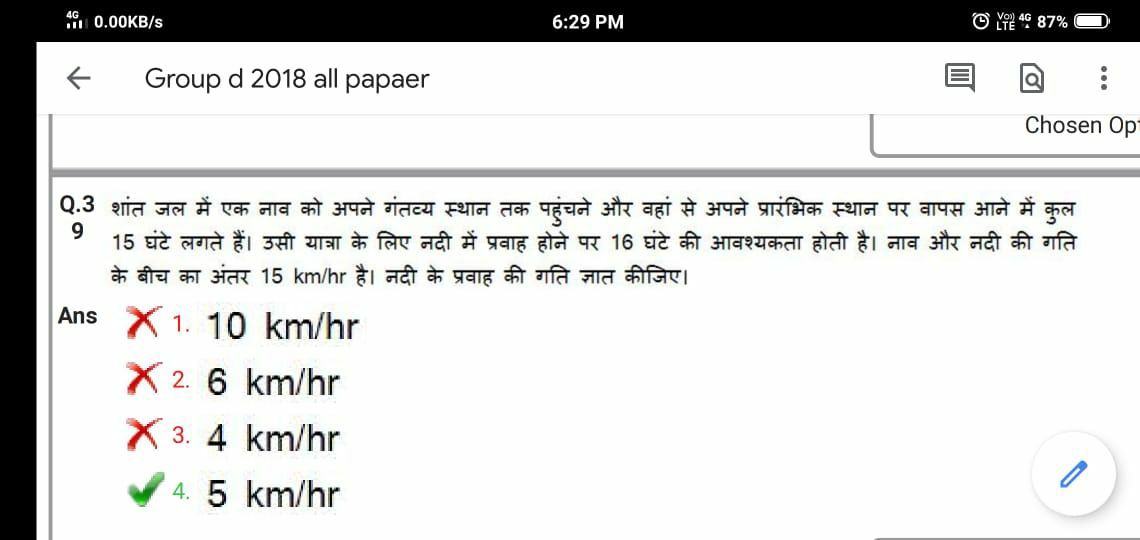 4G 0.00KB/s 6:29 PM Vo) LTE 4G 87%
Group d 2018 all papaer
Chosen Op
Q.3 शांत जल में एक नाव को अपने गंतव्य स्थान तक पहुंचने और वहां से अपने प्रारंभिक स्थान पर वापस आने में कुल
9 15 घंटे लगते हैं। उसी यात्रा के लिए नदी में प्रवाह होने पर 16 घंटे की आवश्यकता होती है। नाव और नदी की गति
के बीच का अंतर 15 km/hr है। नदी के प्रवाह की गति ज्ञात कीजिए।
Ans 1. 10 km/hr
2. 6 km/hr
3. 4 km/hr
4. 5 km/hr